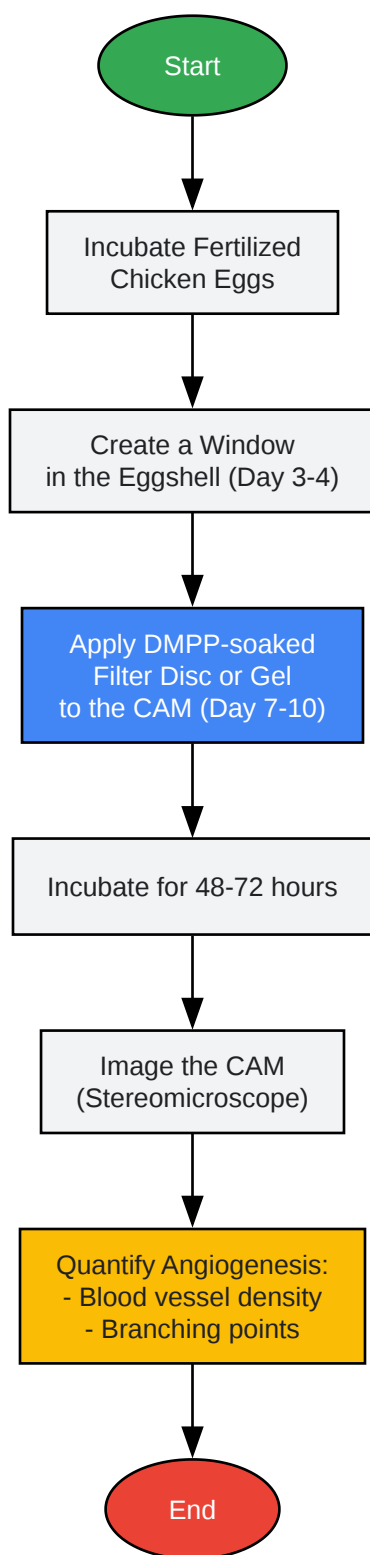 Start
Incubate Fertilized
Chicken Eggs
Create a Window
in the Eggshell (Day 3-4)
Apply DMPP-soaked
Filter Disc or Gel
to the CAM (Day 7-10)
Incubate for 48-72 hours
Image the CAM
(Stereomicroscope)
Quantify Angiogenesis:
- Blood vessel density
- Branching points
End